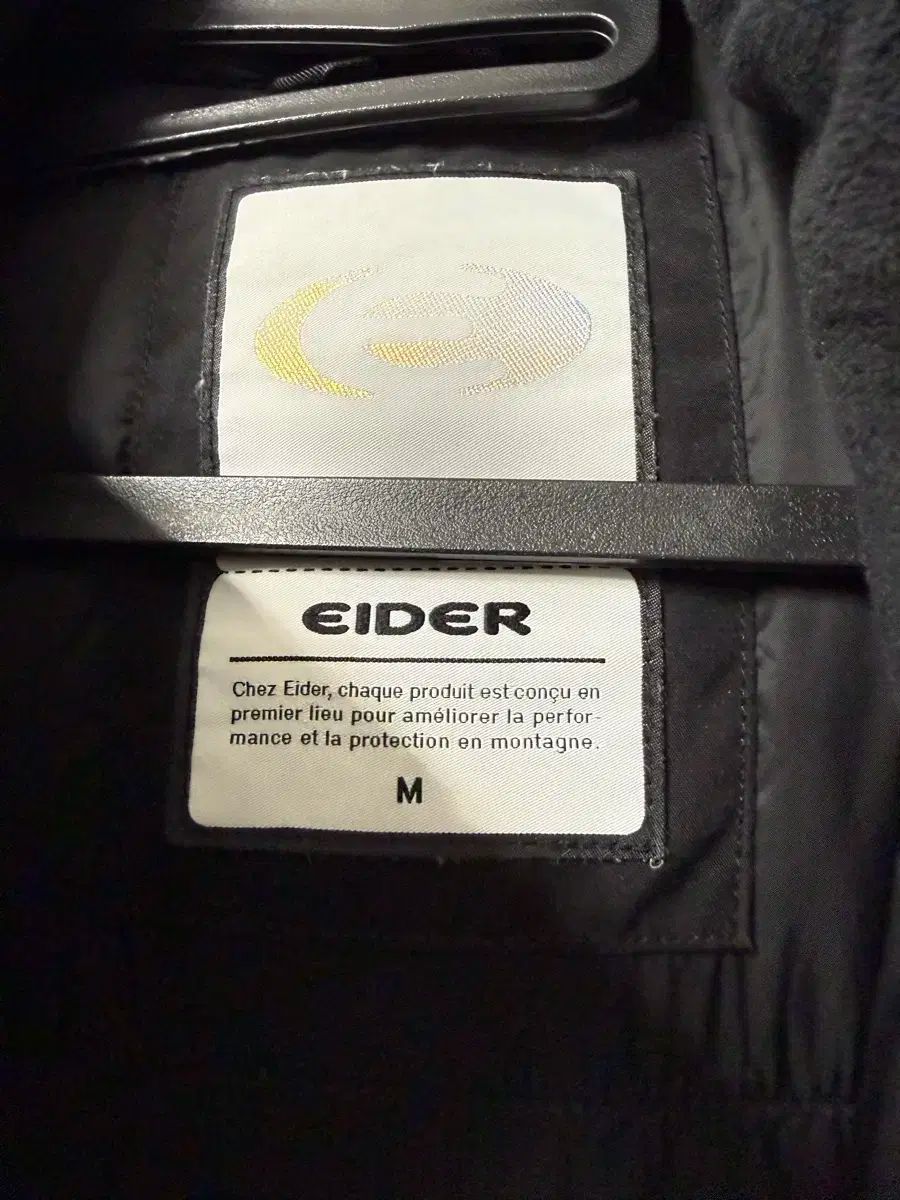 EIDER
Chez Eider, chaque produit est conçu en
premier lieu pour améliorer la perfor-
mance et la protection en montagne.
M